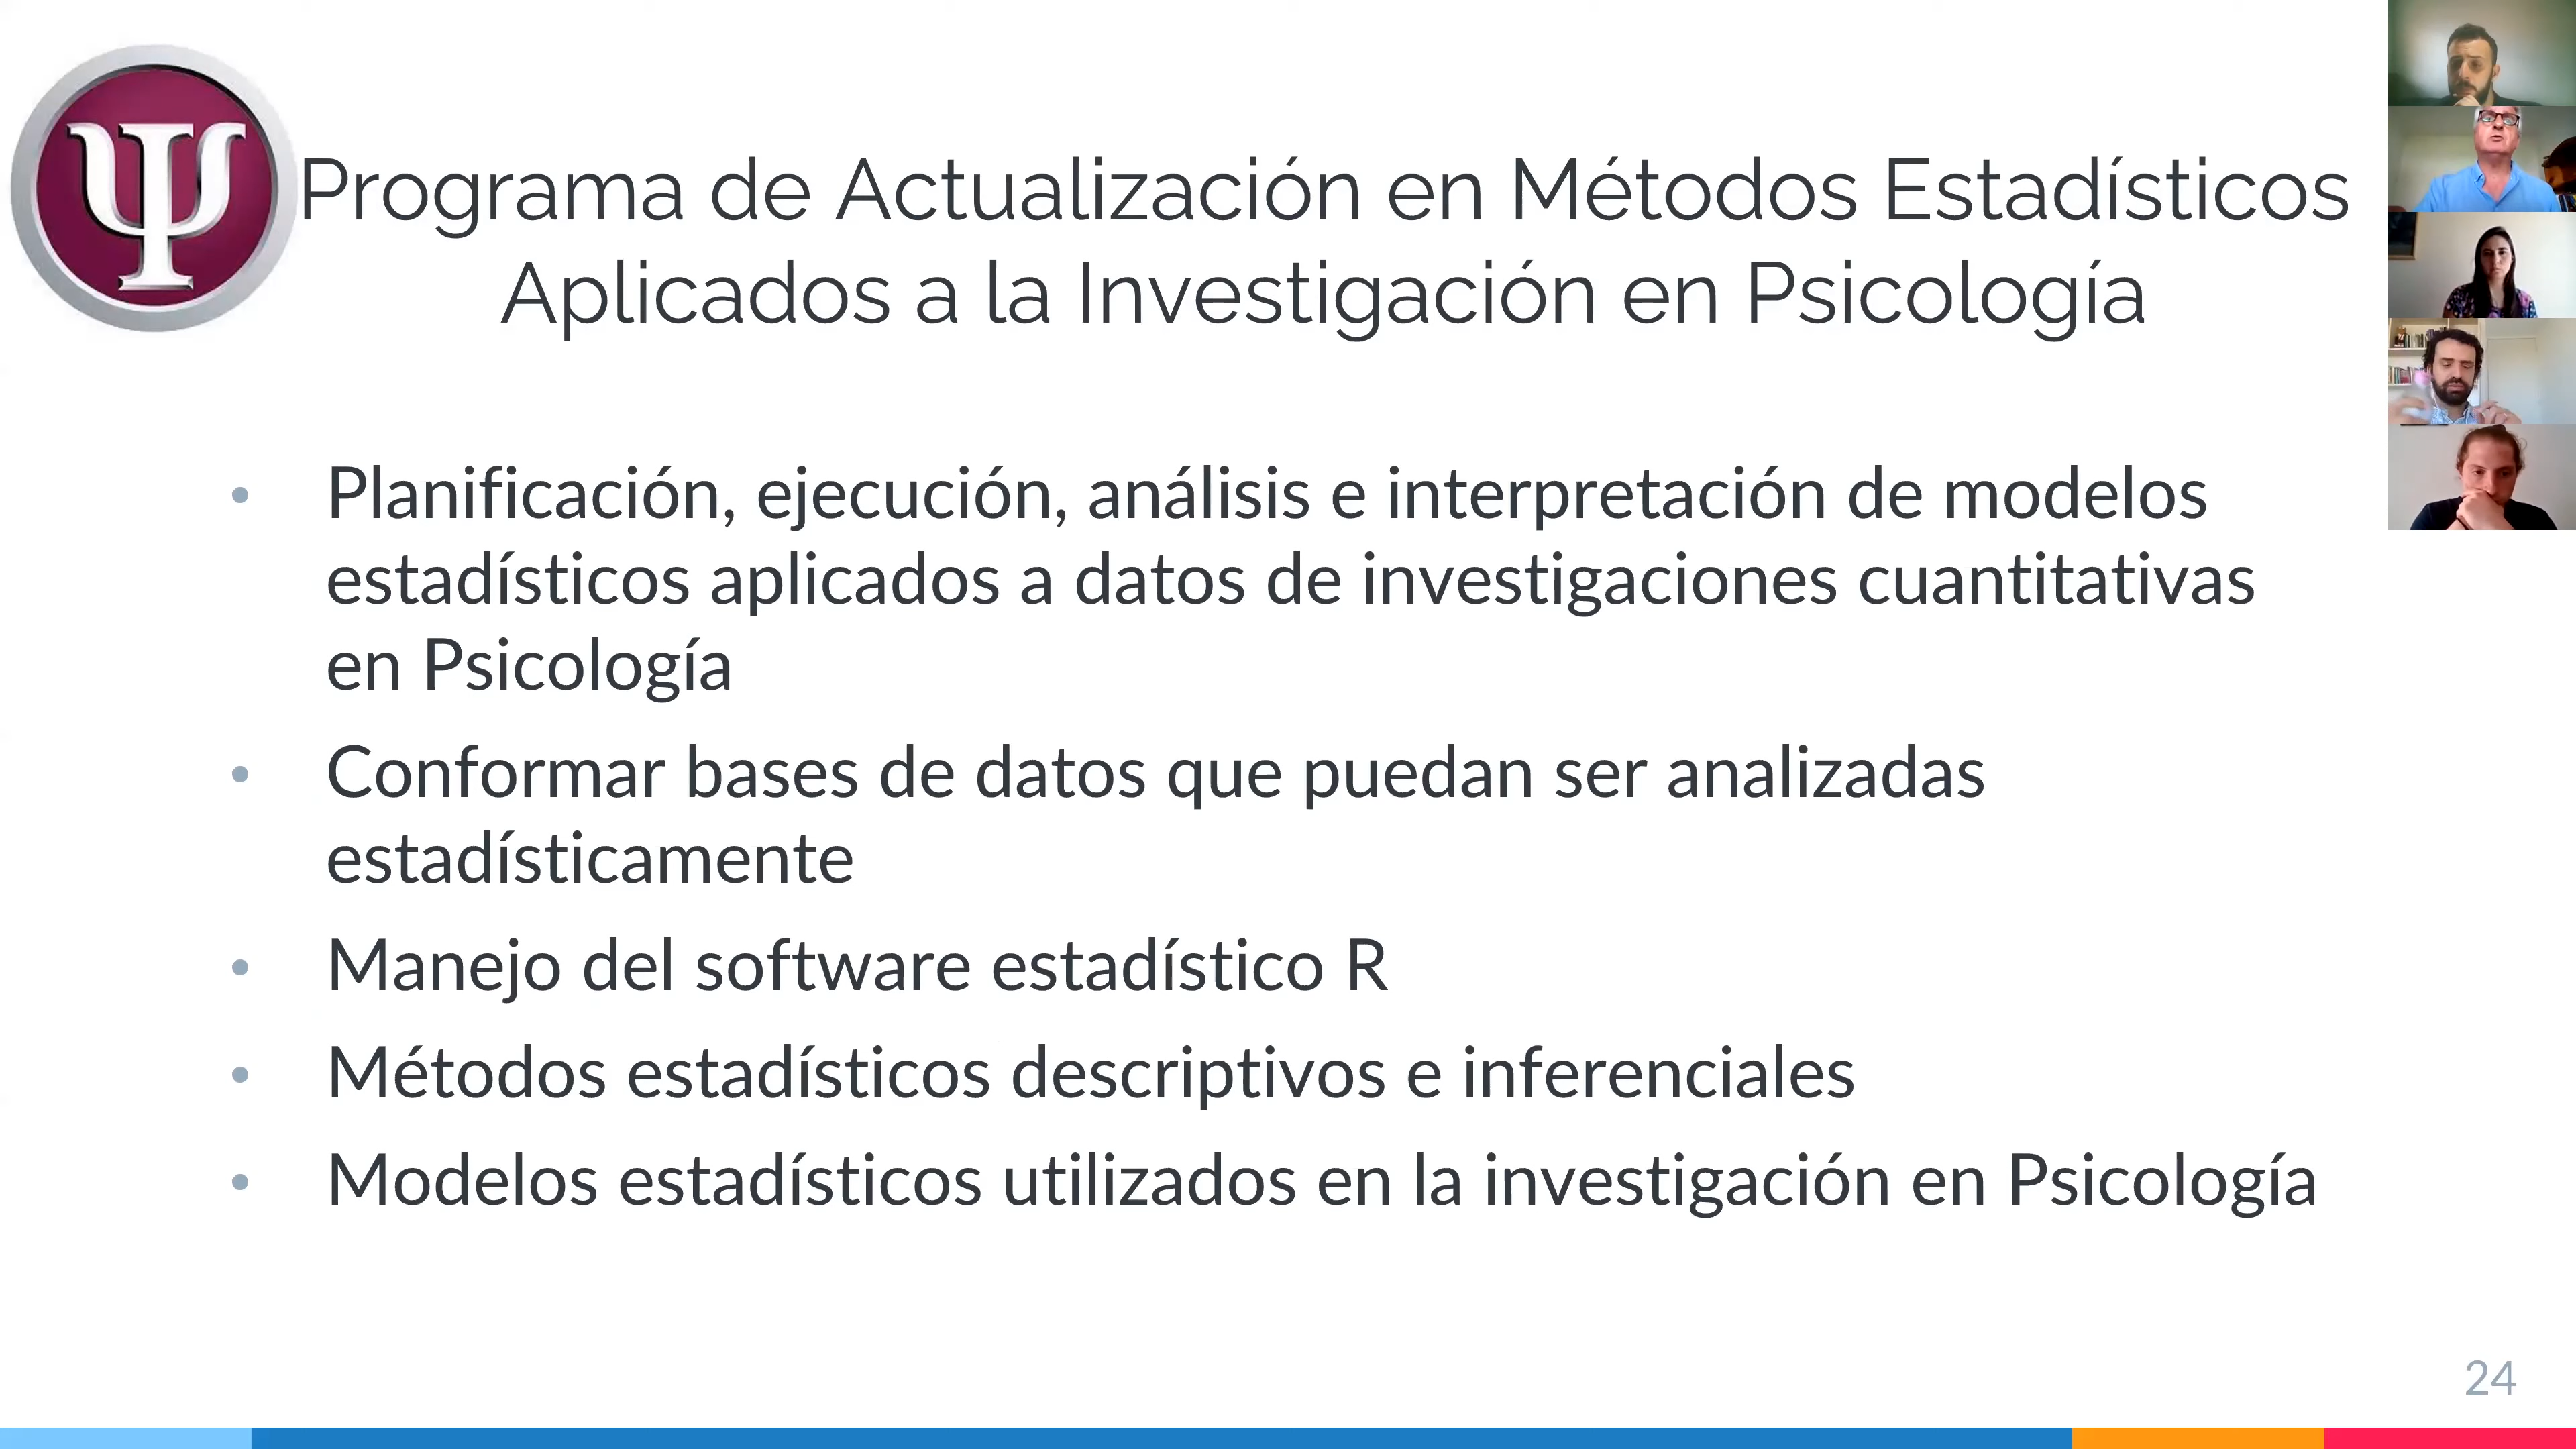 Ψ
Programa de Actualización en Métodos Estadísticos
Aplicados a la Investigación en Psicología
• Planificación, ejecución, análisis e interpretación de modelos
estadísticos aplicados a datos de investigaciones cuantitativas
en Psicología
• Conformar bases de datos que puedan ser analizadas
estadísticamente
• Manejo del software estadístico R
• Métodos estadísticos descriptivos e inferenciales
• Modelos estadísticos utilizados en la investigación en Psicología
24